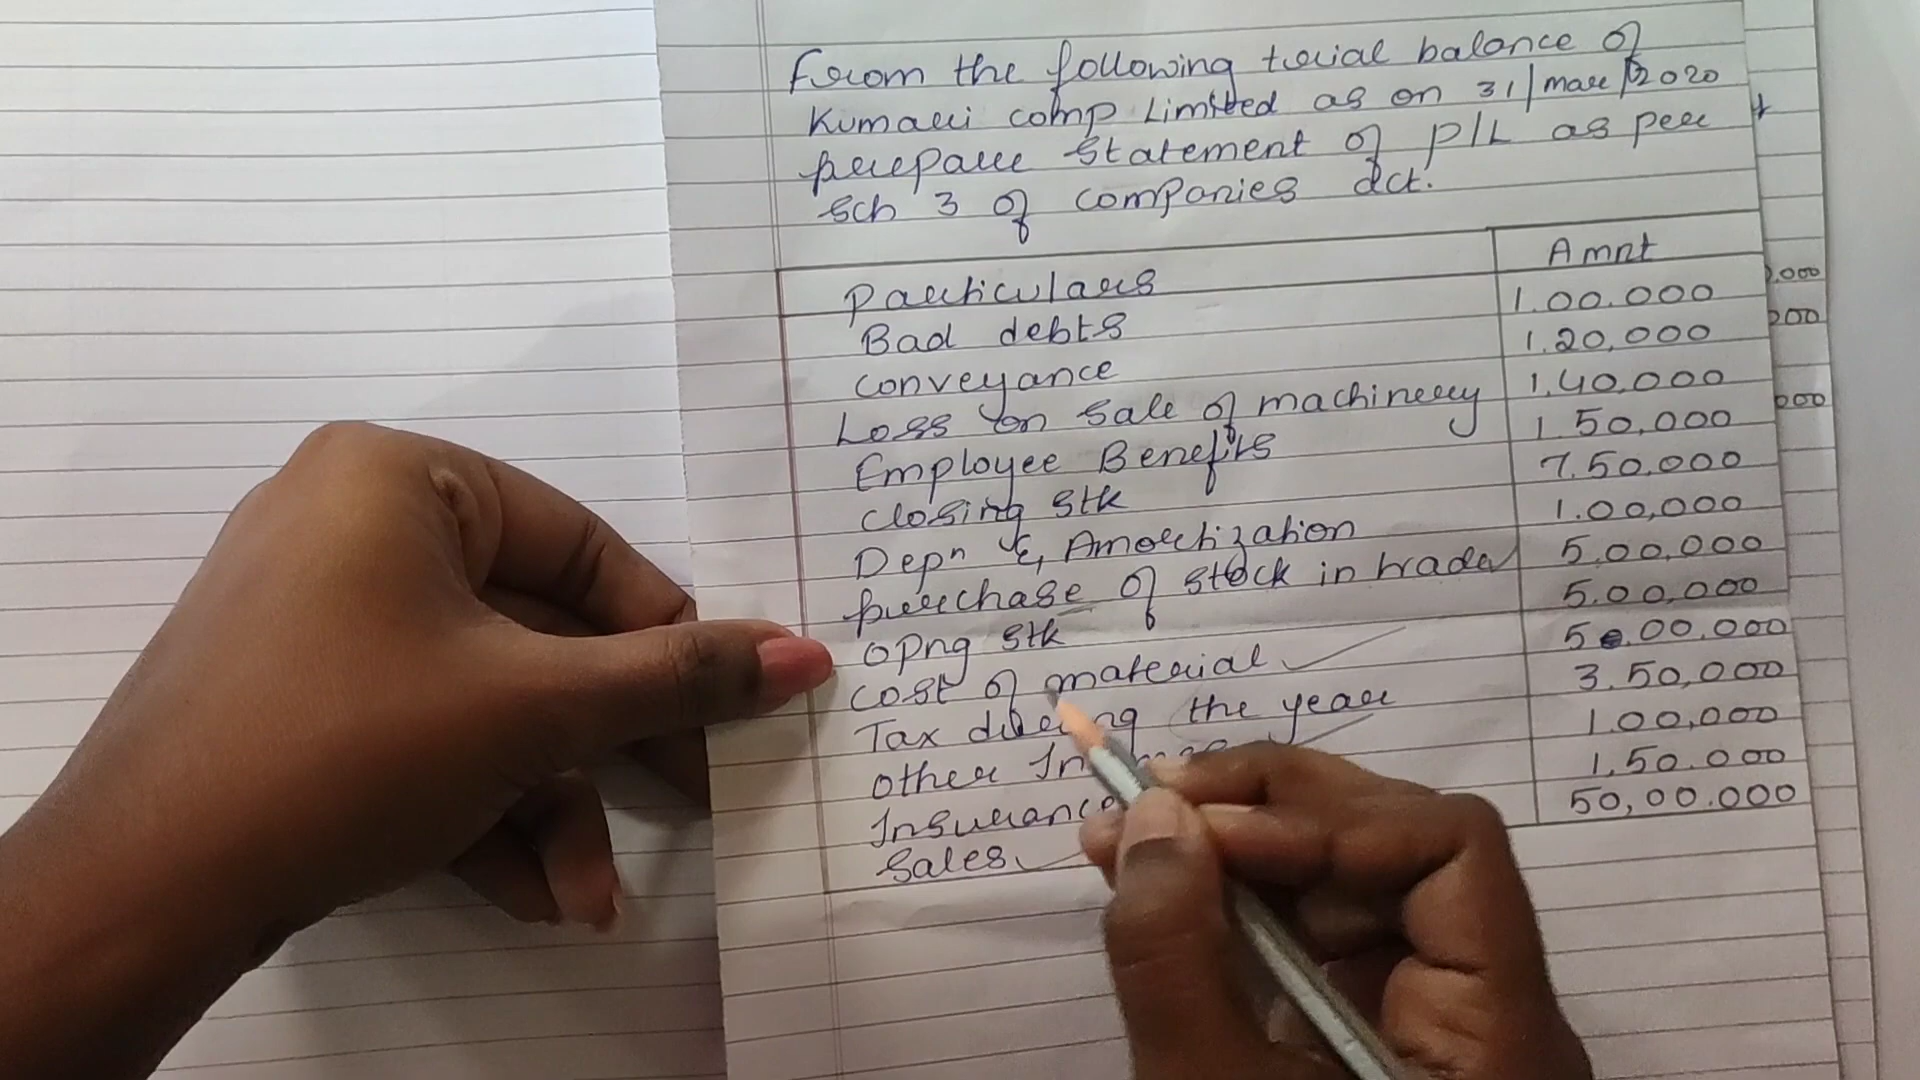 From the following trial balance of
Kumari comp Limited as on 31/mar/2020
prepare statement of P/L as per
Sch 3 of companies Act.
Particulars Amnt
Bad debts 1.00.000
conveyance 1.20,000
Loss on sale of machinery 1.40.000
Employee Benefits 1.50,000
closing stk 7.50.000
Depn & Amortization 1.00,000
purchase of stock in trade 5.00,000
opng stk 5.00,000
cost of material 5.00.000
Tax during the year 3.50,000
other 1.00,000
Insurance 1,50.000
Sales 50,00.000
.000
000